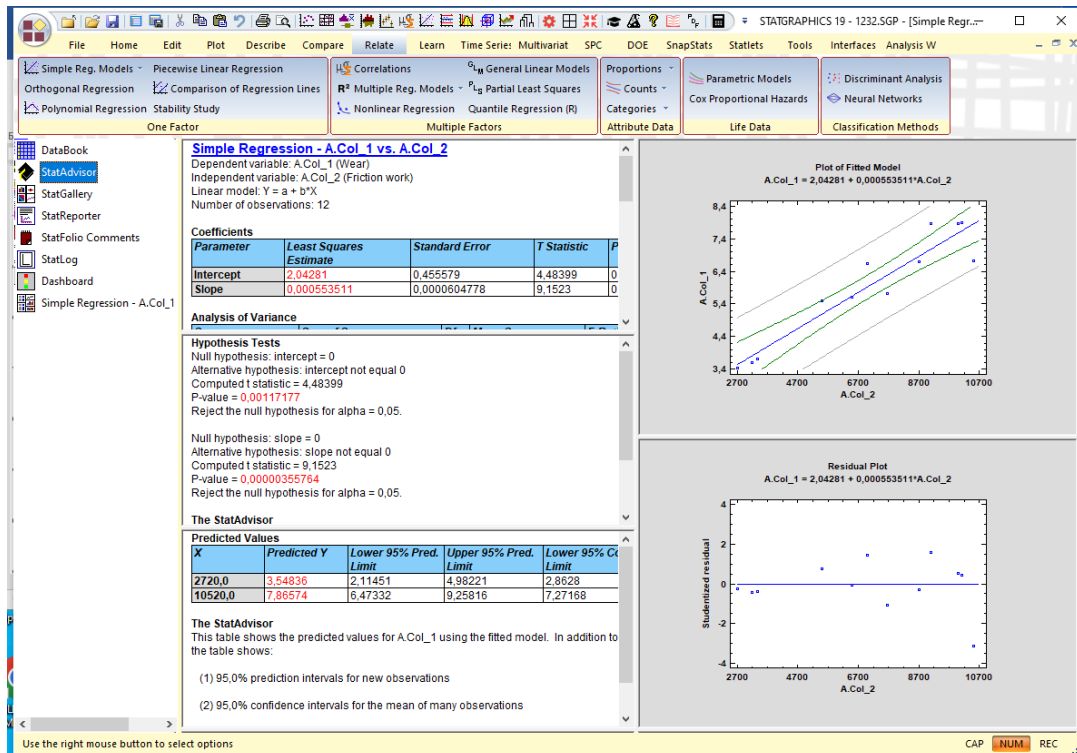 STATGRAPHICS 19 - 1232.SGP - [Simple Regr...
File Home Edit Plot Describe Compare Relate Learn Time Series Multivariat SPC DOE SnapStats Statlets Tools Interfaces Analysis W
Simple Reg. Models Piecewise Linear Regression
Orthogonal Regression Comparison of Regression Lines
Polynomial Regression Stability Study
One Factor
Correlations GLM General Linear Models
R² Multiple Reg. Models PLS Partial Least Squares
Nonlinear Regression Quantile Regression (R)
Multiple Factors
Proportions
Counts
Categories
Attribute Data
Parametric Models
Cox Proportional Hazards
Life Data
Discriminant Analysis
Neural Networks
Classification Methods
DataBook
StatAdvisor
StatGallery
StatReporter
StatFolio Comments
StatLog
Dashboard
Simple Regression - A.Col_1
Simple Regression - A.Col_1 vs. A.Col_2
Dependent variable: A.Col_1 (Wear)
Independent variable: A.Col_2 (Friction work)
Linear model: Y = a + b*X
Number of observations: 12
Coefficients
Parameter Least Squares Estimate Standard Error T Statistic P
Intercept 2,04281 0,455579 4,48399 0
Slope 0,000553511 0,0000604778 9,1523 0
Analysis of Variance
Hypothesis Tests
Null hypothesis: intercept = 0
Alternative hypothesis: intercept not equal 0
Computed t statistic = 4,48399
P-value = 0,00117177
Reject the null hypothesis for alpha = 0,05.
Null hypothesis: slope = 0
Alternative hypothesis: slope not equal 0
Computed t statistic = 9,1523
P-value = 0,00000355764
Reject the null hypothesis for alpha = 0,05.
The StatAdvisor
Predicted Values
X Predicted Y Lower 95% Pred. Limit Upper 95% Pred. Limit Lower 95% Co Limit
2720,0 3,54836 2,11451 4,98221 2,8628
10520,0 7,86574 6,47332 9,25816 7,27168
The StatAdvisor
This table shows the predicted values for A.Col_1 using the fitted model. In addition to
the table shows:
(1) 95,0% prediction intervals for new observations
(2) 95,0% confidence intervals for the mean of many observations
Plot of Fitted Model
A.Col_1 = 2,04281 + 0,000553511*A.Col_2
A.Col_1
8,4
7,4
6,4
5,4
4,4
3,4
2700 4700 6700 8700 10700
A.Col_2
Residual Plot
A.Col_1 = 2,04281 + 0,000553511*A.Col_2
Studentized residual
4
2
0
-2
-4
2700 4700 6700 8700 10700
A.Col_2
Use the right mouse button to select options
CAP NUM REC